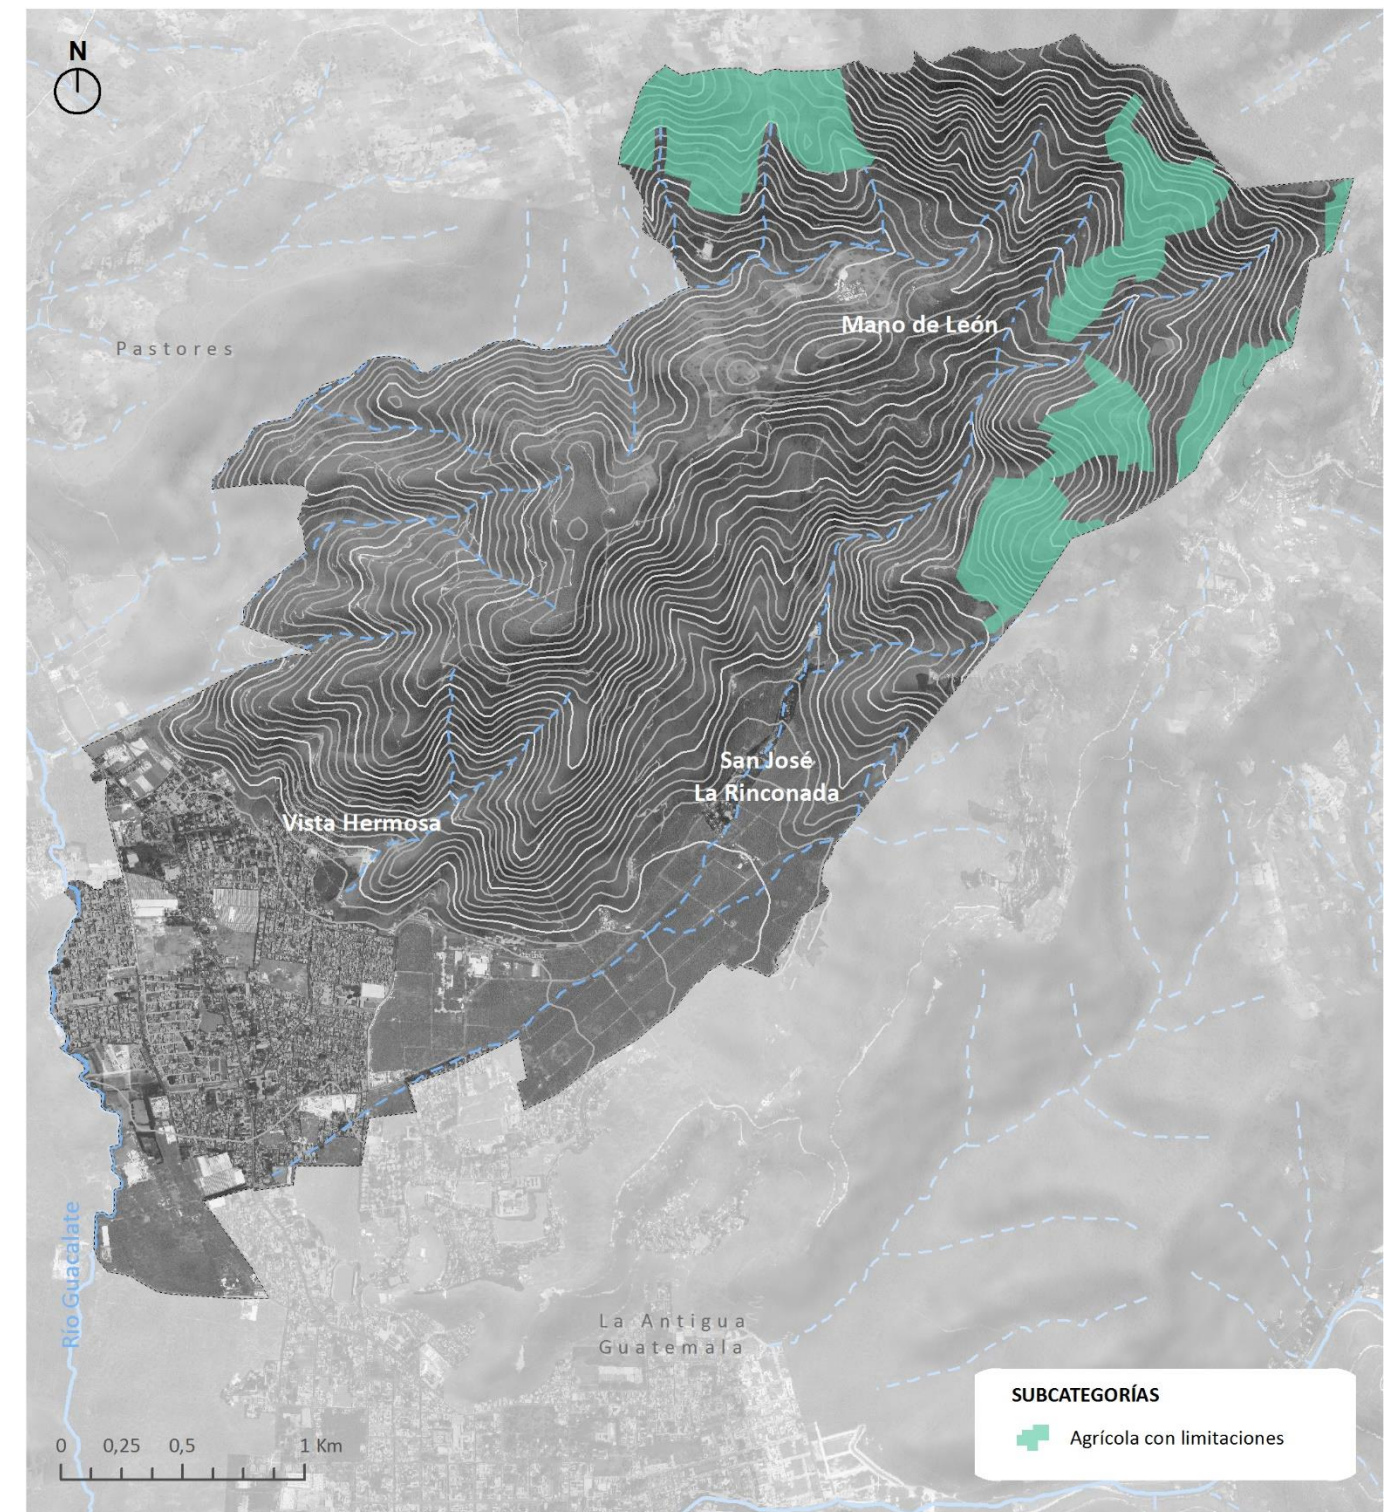 N
Pastores
Mano de León
San José
La Rinconada
Vista Hermosa
Río Guacalate
La Antigua
Guatemala
SUBCATEGORÍAS
Agrícola con limitaciones
0 0,25 0,5 1 Km